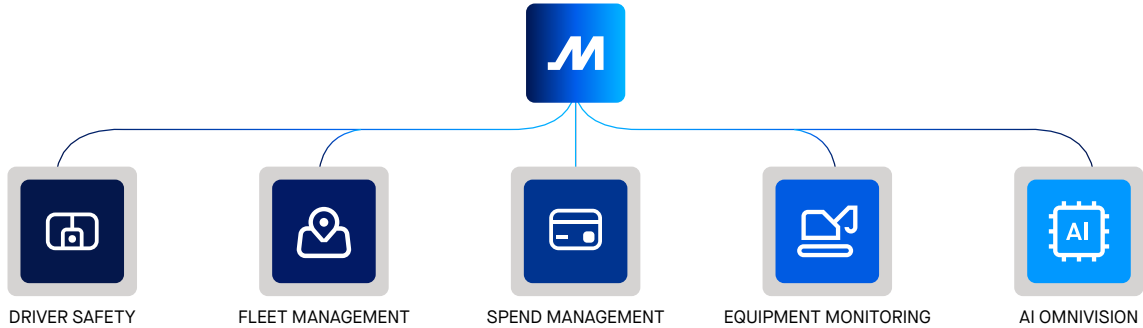 M
DRIVER SAFETY
FLEET MANAGEMENT
SPEND MANAGEMENT
EQUIPMENT MONITORING
AI
AI OMNIVISION